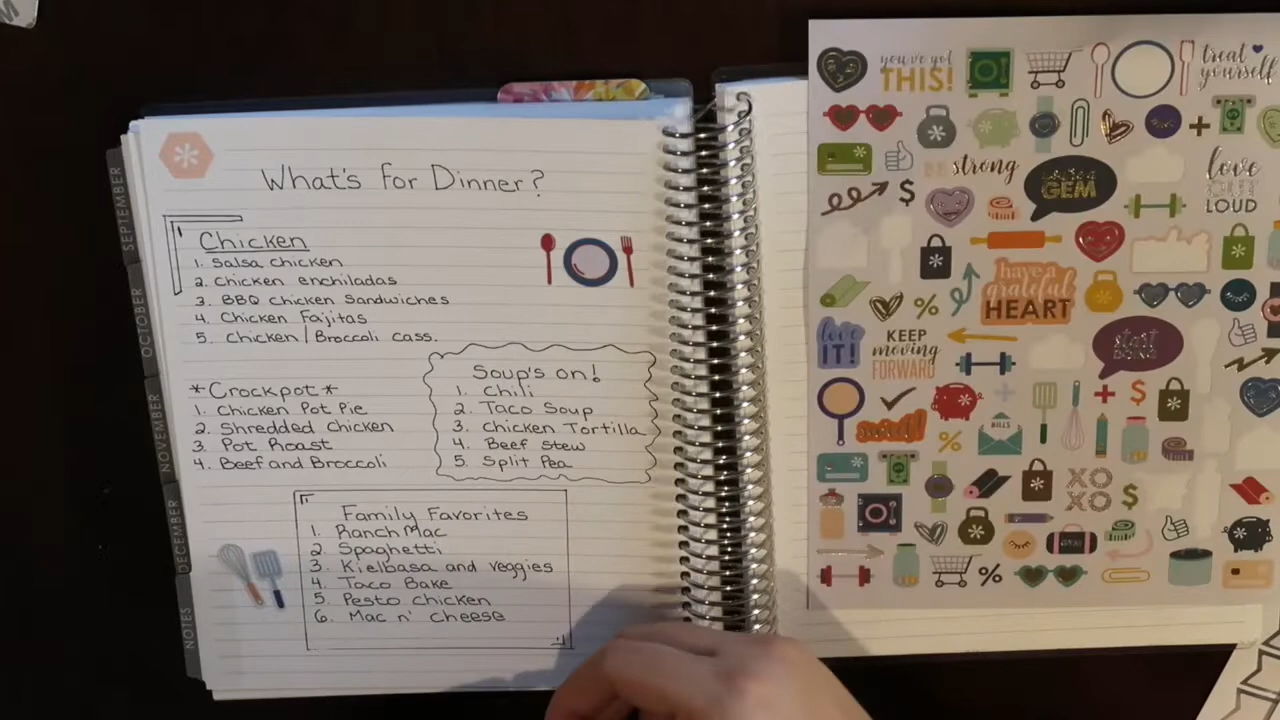 What's for Dinner?
Chicken
1. Salsa chicken
2. Chicken enchiladas
3. BBQ Chicken Sandwiches
4. Chicken Fajitas
5. Chicken/Broccoli cass.
*Crockpot*
1. Chicken Pot Pie
2. Shredded Chicken
3. Pot Roast
4. Beef and Broccoli
Soup's on!
1. Chili
2. Taco Soup
3. Chicken Tortilla
4. Beef Stew
5. Split Pea
Family Favorites
1. Ranch Mac
2. Spaghetti
3. Kielbasa and veggies
4. Taco Bake
5. Pesto Chicken
6. Mac n' Cheese
SEPTEMBER
OCTOBER
NOVEMBER
DECEMBER
NOTES
you've got
THIS!
treat
yourself
strong
GEM
love
OUT
LOUD
$
have a
grateful
HEART
%
love
IT!
KEEP
moving
FORWARD
start
DOING
$
BILLS
%
XO
XO
$
%